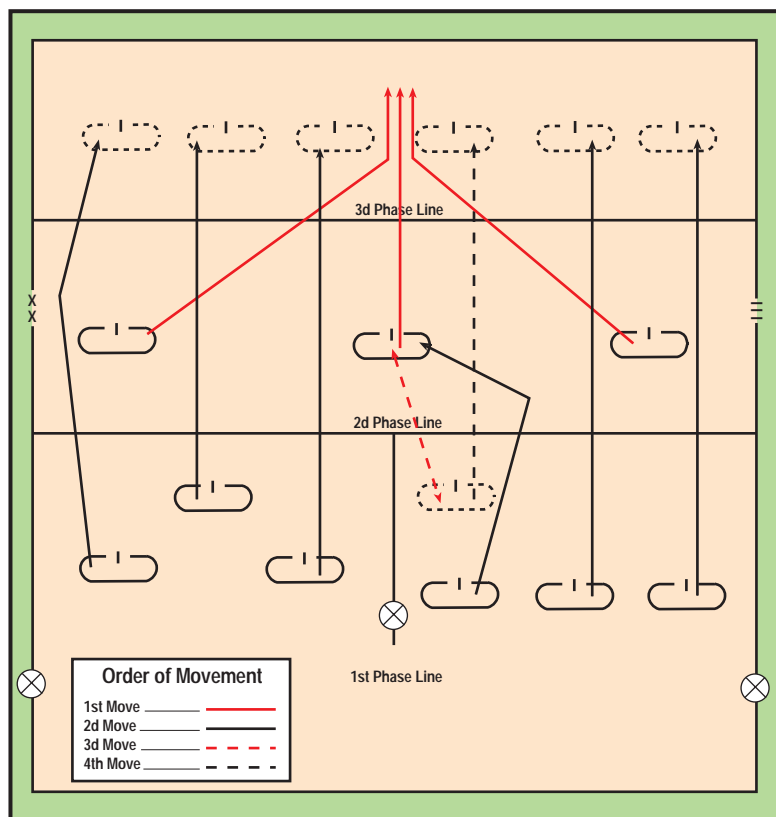 3d Phase Line
X
X
2d Phase Line
1st Phase Line
Order of Movement
1st Move
2d Move
3d Move
4th Move